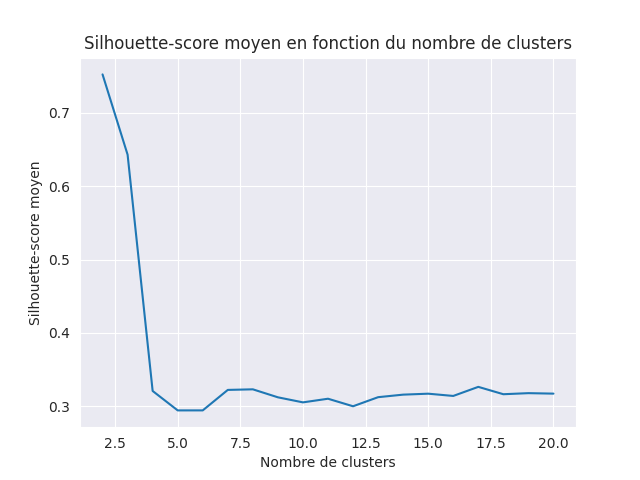 Silhouette-score moyen en fonction du nombre de clusters
Silhouette-score moyen
0.7
0.6
0.5
0.4
0.3
2.5 5.0 7.5 10.0 12.5 15.0 17.5 20.0
Nombre de clusters